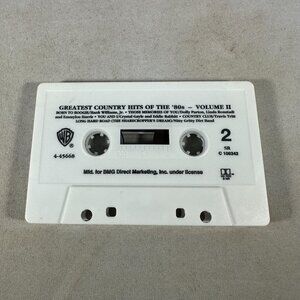 GREATEST COUNTRY HITS OF THE '80s – VOLUME II
BORN TO BOOGIE/Hank Williams, Jr. • THOSE MEMORIES OF YOU/Dolly Parton, Linda Ronstadt
and Emmylou Harris • YOU AND I/Crystal Gayle and Eddie Rabbitt • COUNTRY CLUB/Travis Tritt
LONG HARD ROAD (THE SHARECROPPER'S DREAM)/Nitty Gritty Dirt Band
WB
2
4-45668
SR
C 106342
Mfd. for BMG Direct Marketing, Inc. under license